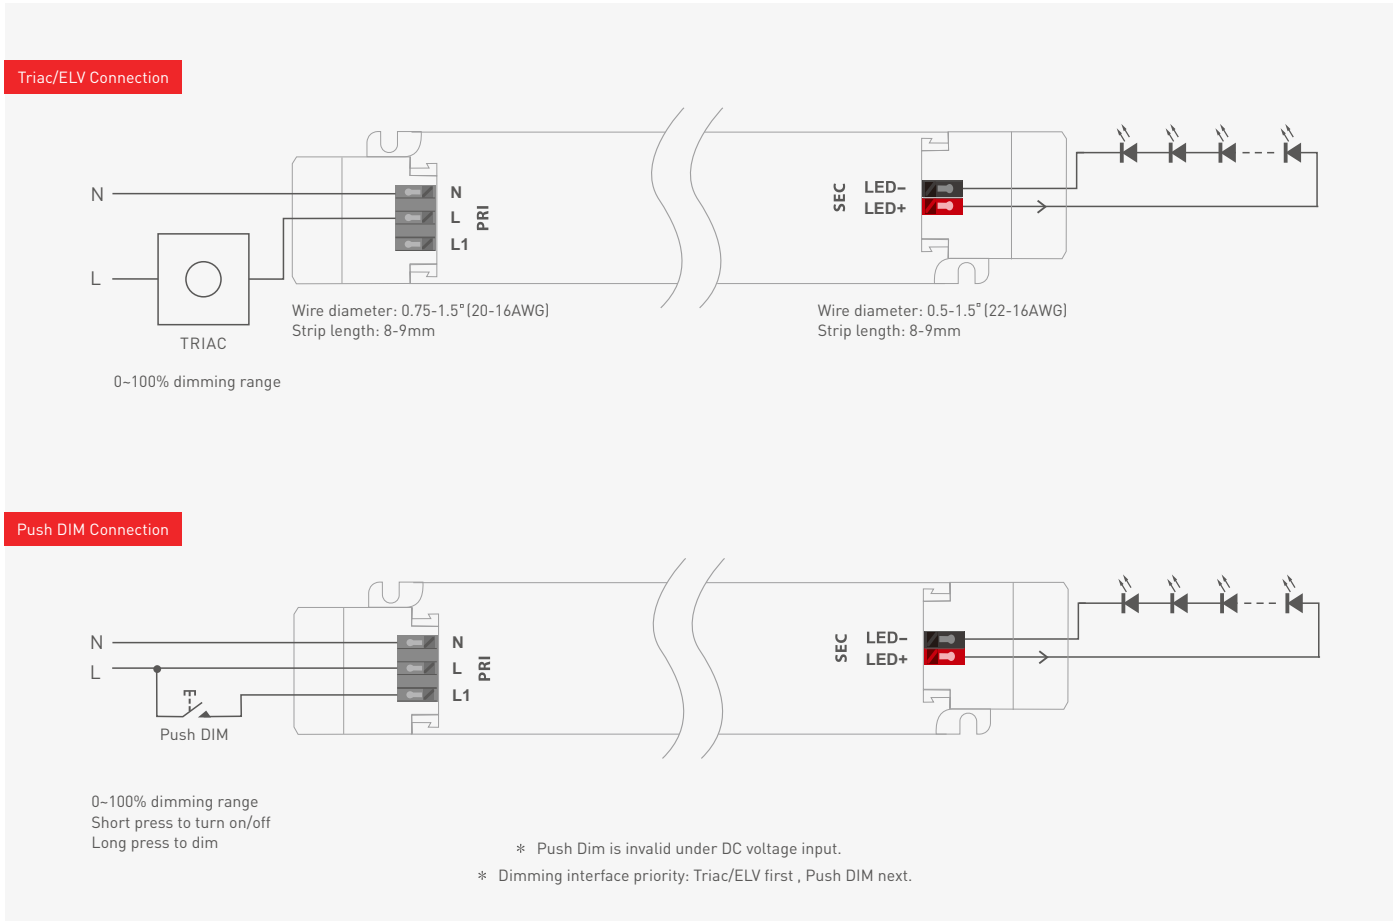 Triac/ELV Connection
N
L
TRIAC
0~100% dimming range
N
L
L1
PRI
Wire diameter: 0.75-1.5□(20-16AWG)
Strip length: 8-9mm
SEC
LED–
LED+
Wire diameter: 0.5-1.5□(22-16AWG)
Strip length: 8-9mm
Push DIM Connection
N
L
Push DIM
N
L
L1
PRI
SEC
LED–
LED+
0~100% dimming range
Short press to turn on/off
Long press to dim
* Push Dim is invalid under DC voltage input.
* Dimming interface priority: Triac/ELV first , Push DIM next.